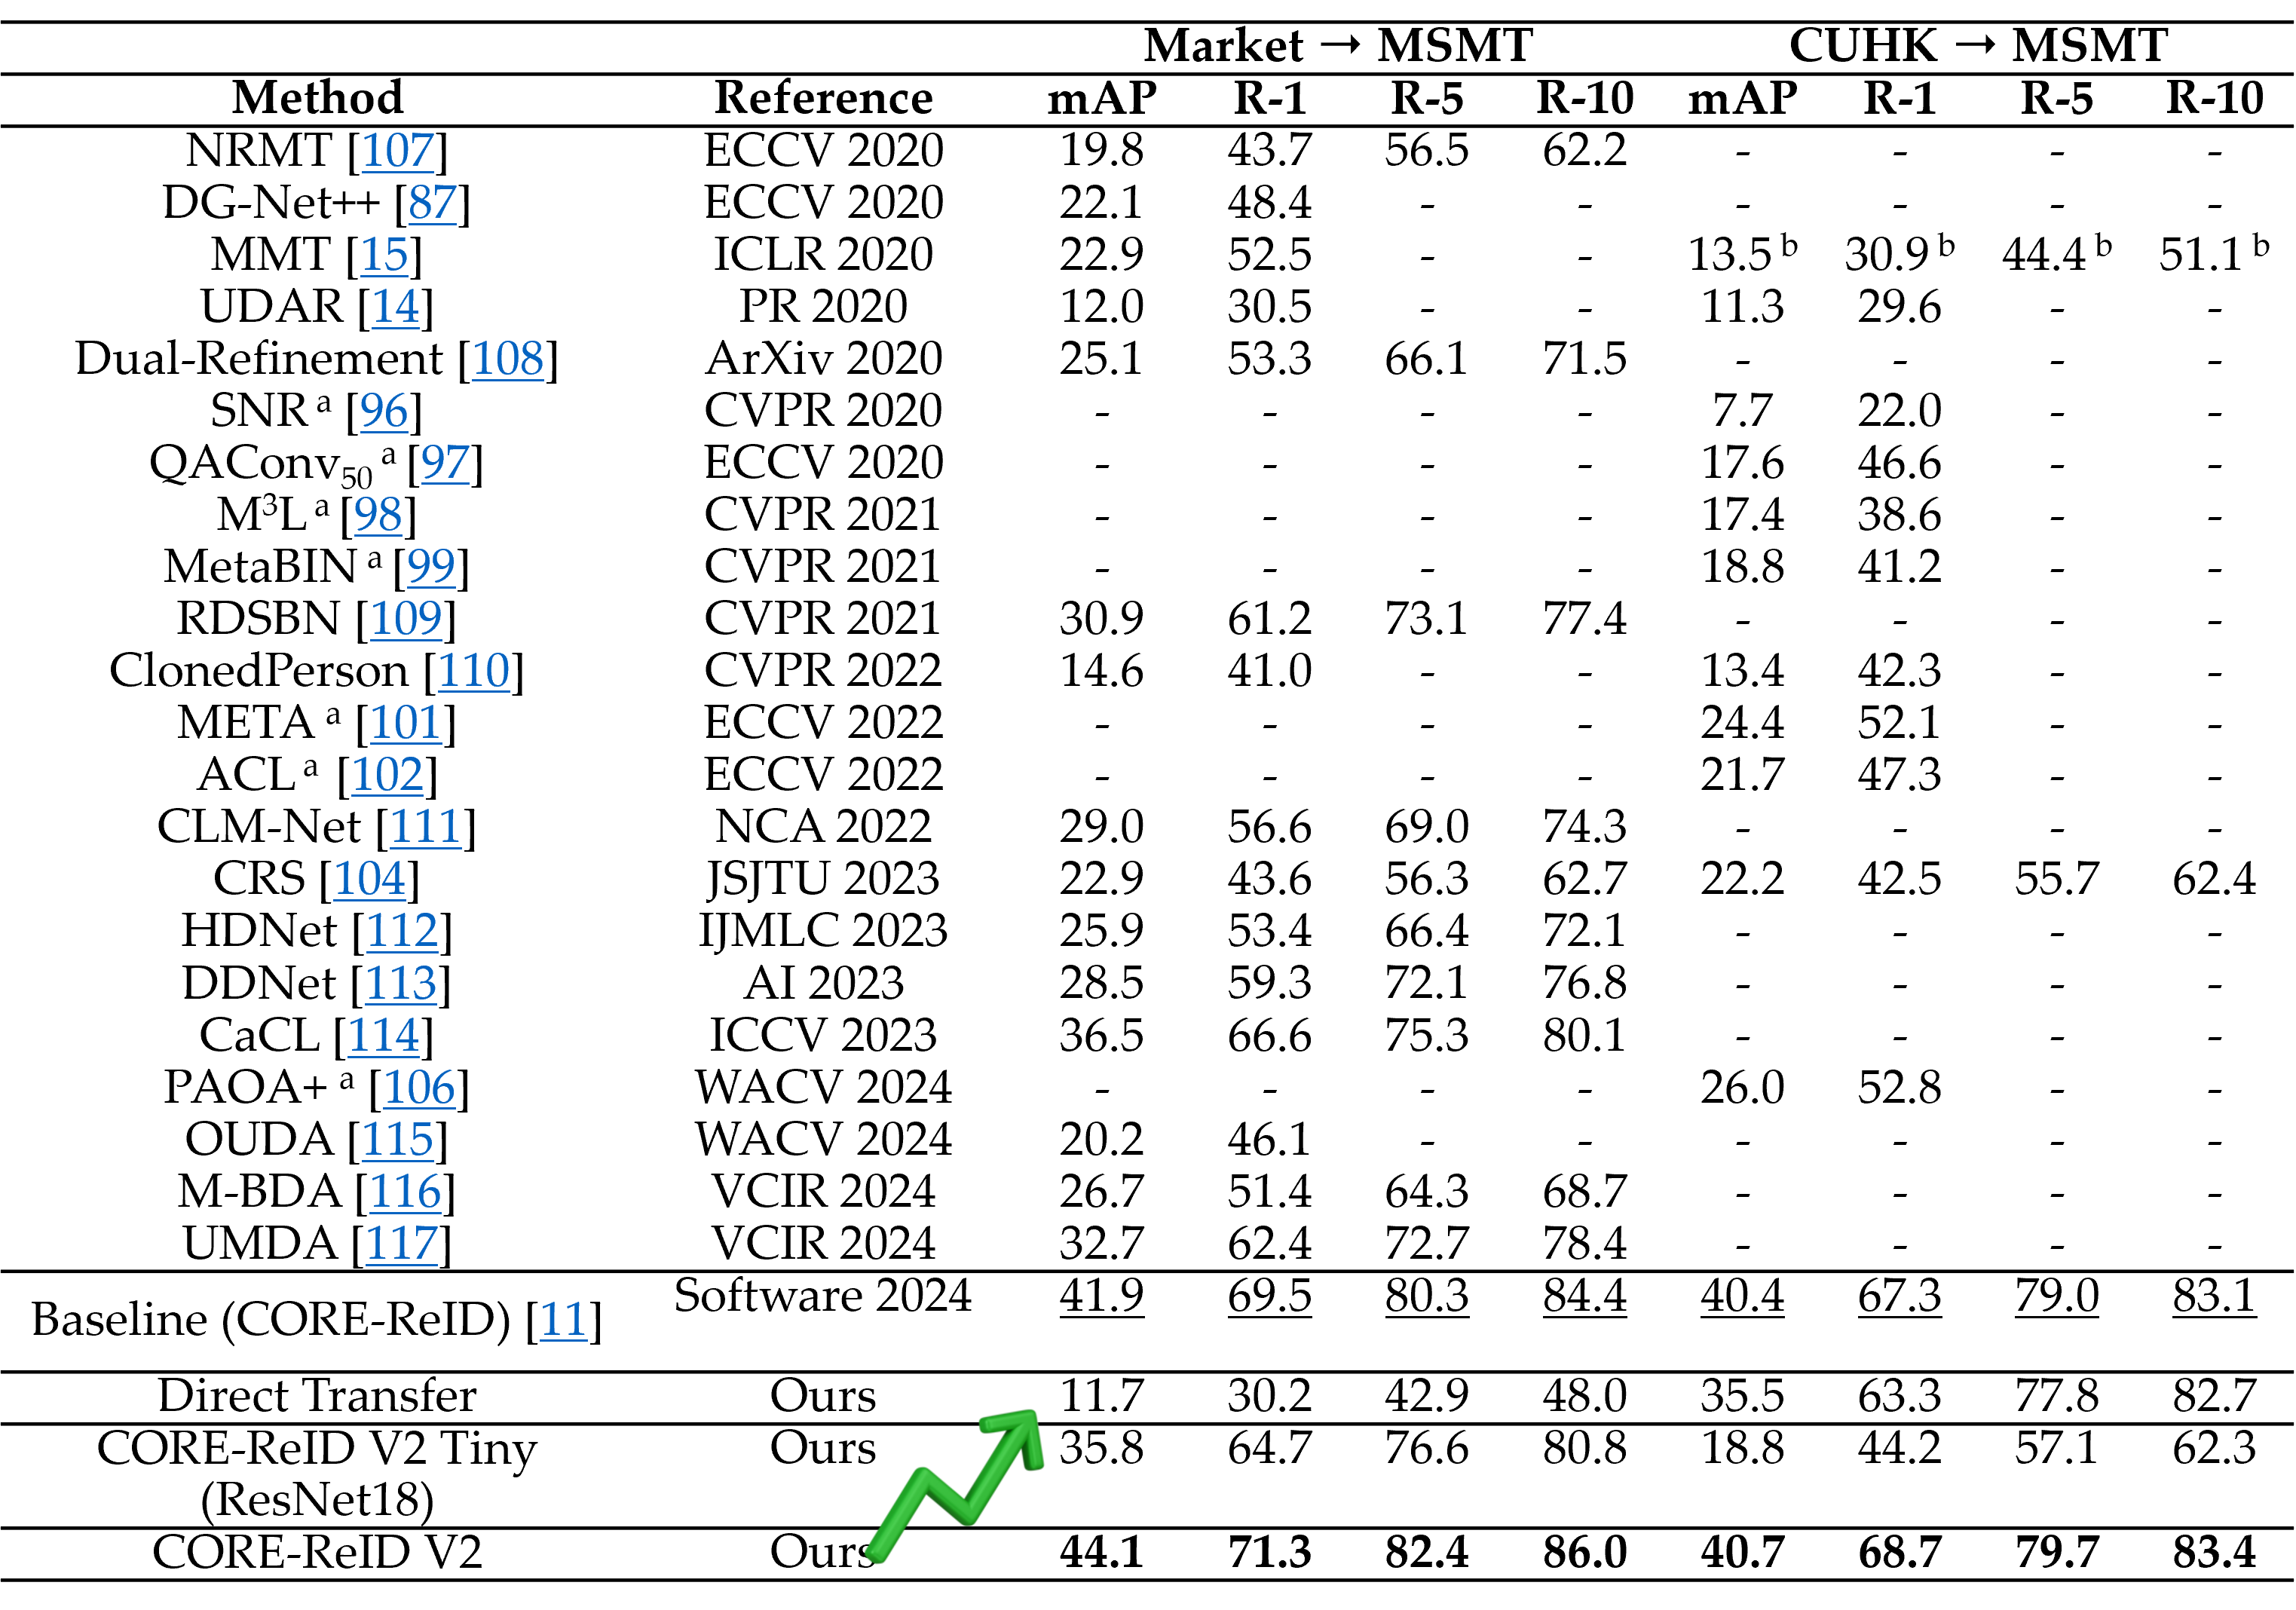 Market → MSMT CUHK → MSMT
Method Reference mAP R-1 R-5 R-10 mAP R-1 R-5 R-10
NRMT [107] ECCV 2020 19.8 43.7 56.5 62.2 - - - -
DG-Net++ [87] ECCV 2020 22.1 48.4 - - - - - -
MMT [15] ICLR 2020 22.9 52.5 - - 13.5 b 30.9 b 44.4 b 51.1 b
UDAR [14] PR 2020 12.0 30.5 - - 11.3 29.6 - -
Dual-Refinement [108] ArXiv 2020 25.1 53.3 66.1 71.5 - - - -
SNR a [96] CVPR 2020 - - - - 7.7 22.0 - -
QAConv50 a [97] ECCV 2020 - - - - 17.6 46.6 - -
M3L a [98] CVPR 2021 - - - - 17.4 38.6 - -
MetaBIN a [99] CVPR 2021 - - - - 18.8 41.2 - -
RDSBN [109] CVPR 2021 30.9 61.2 73.1 77.4 - - - -
ClonedPerson [110] CVPR 2022 14.6 41.0 - - 13.4 42.3 - -
META a [101] ECCV 2022 - - - - 24.4 52.1 - -
ACL a [102] ECCV 2022 - - - - 21.7 47.3 - -
CLM-Net [111] NCA 2022 29.0 56.6 69.0 74.3 - - - -
CRS [104] JSJTU 2023 22.9 43.6 56.3 62.7 22.2 42.5 55.7 62.4
HDNet [112] IJMLC 2023 25.9 53.4 66.4 72.1 - - - -
DDNet [113] AI 2023 28.5 59.3 72.1 76.8 - - - -
CaCL [114] ICCV 2023 36.5 66.6 75.3 80.1 - - - -
PAOA+ a [106] WACV 2024 - - - - 26.0 52.8 - -
OUDA [115] WACV 2024 20.2 46.1 - - - - - -
M-BDA [116] VCIR 2024 26.7 51.4 64.3 68.7 - - - -
UMDA [117] VCIR 2024 32.7 62.4 72.7 78.4 - - - -
Baseline (CORE-ReID) [11] Software 2024 41.9 69.5 80.3 84.4 40.4 67.3 79.0 83.1
Direct Transfer Ours 11.7 30.2 42.9 48.0 35.5 63.3 77.8 82.7
CORE-ReID V2 Tiny Ours 35.8 64.7 76.6 80.8 18.8 44.2 57.1 62.3
(ResNet18)
CORE-ReID V2 Ours 44.1 71.3 82.4 86.0 40.7 68.7 79.7 83.4